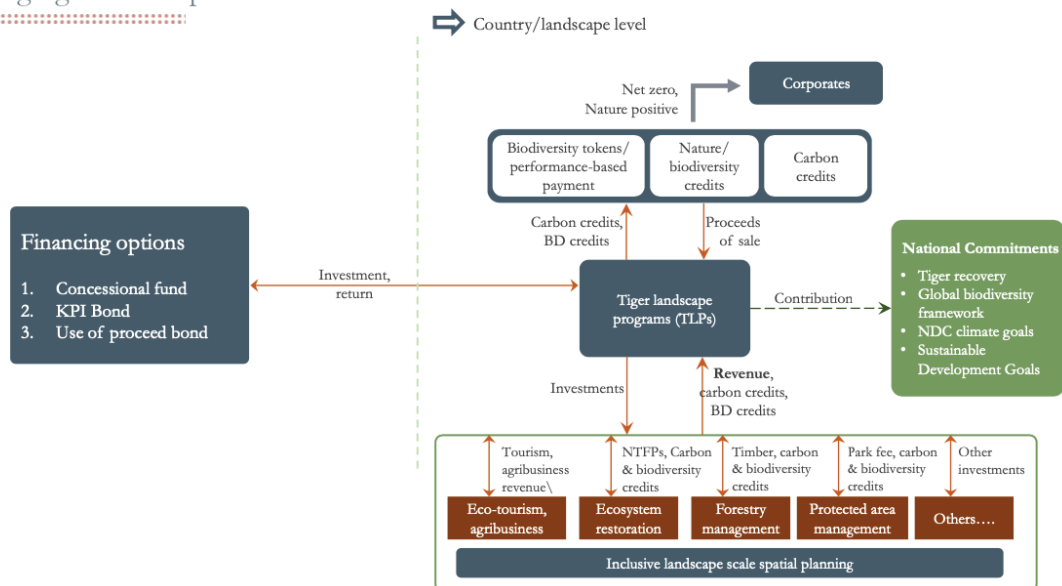 Country/landscape level
Net zero,
Nature positive
Corporates
Biodiversity tokens/
performance-based
payment
Nature/
biodiversity
credits
Carbon
credits
Carbon credits,
BD credits
Proceeds
of sale
Financing options
1. Concessional fund
2. KPI Bond
3. Use of proceed bond
Investment,
return
Tiger landscape
programs (TLPs)
Contribution
National Commitments
• Tiger recovery
• Global biodiversity
framework
• NDC climate goals
• Sustainable
Development Goals
Investments
Revenue,
carbon credits,
BD credits
Tourism,
agribusiness
revenue\
NTFPs, Carbon
& biodiversity
credits
Timber, carbon
& biodiversity
credits
Park fee, carbon
& biodiversity
credits
Other
investments
Eco-tourism,
agribusiness
Ecosystem
restoration
Forestry
management
Protected area
management
Others….
Inclusive landscape scale spatial planning